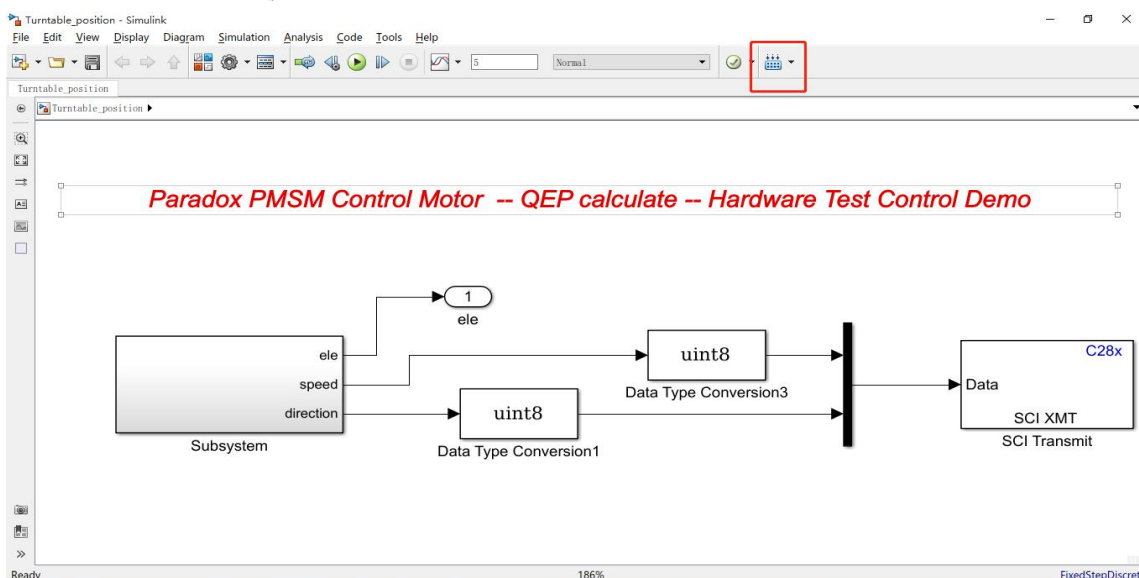 Turntable_position - Simulink
File Edit View Display Diagram Simulation Analysis Code Tools Help
5 Normal
Turntable_position
Turntable_position
Paradox PMSM Control Motor -- QEP calculate -- Hardware Test Control Demo
1
ele
ele
speed
direction
Subsystem
uint8
Data Type Conversion3
uint8
Data Type Conversion1
C28x
Data
SCI XMT
SCI Transmit
Ready 186% FixedStepDiscret